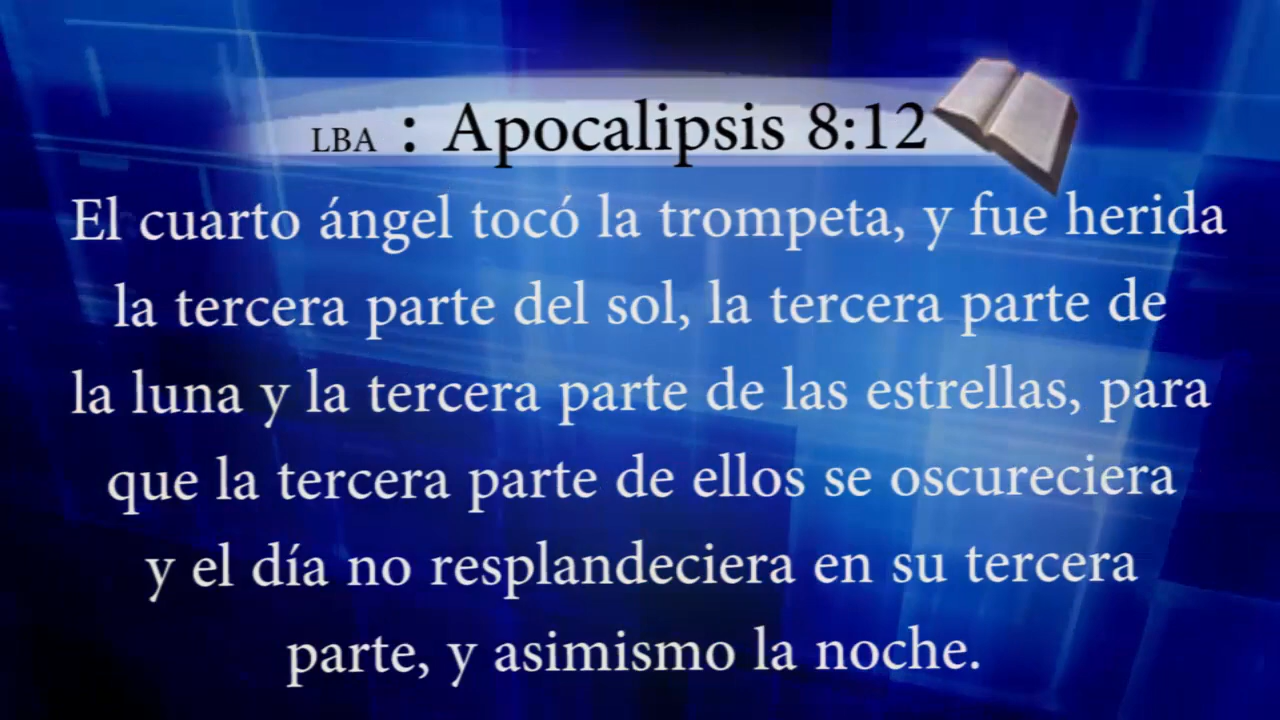 LBA : Apocalipsis 8:12
El cuarto ángel tocó la trompeta, y fue herida
la tercera parte del sol, la tercera parte de
la luna y la tercera parte de las estrellas, para
que la tercera parte de ellos se oscureciera
y el día no resplandeciera en su tercera
parte, y asimismo la noche.